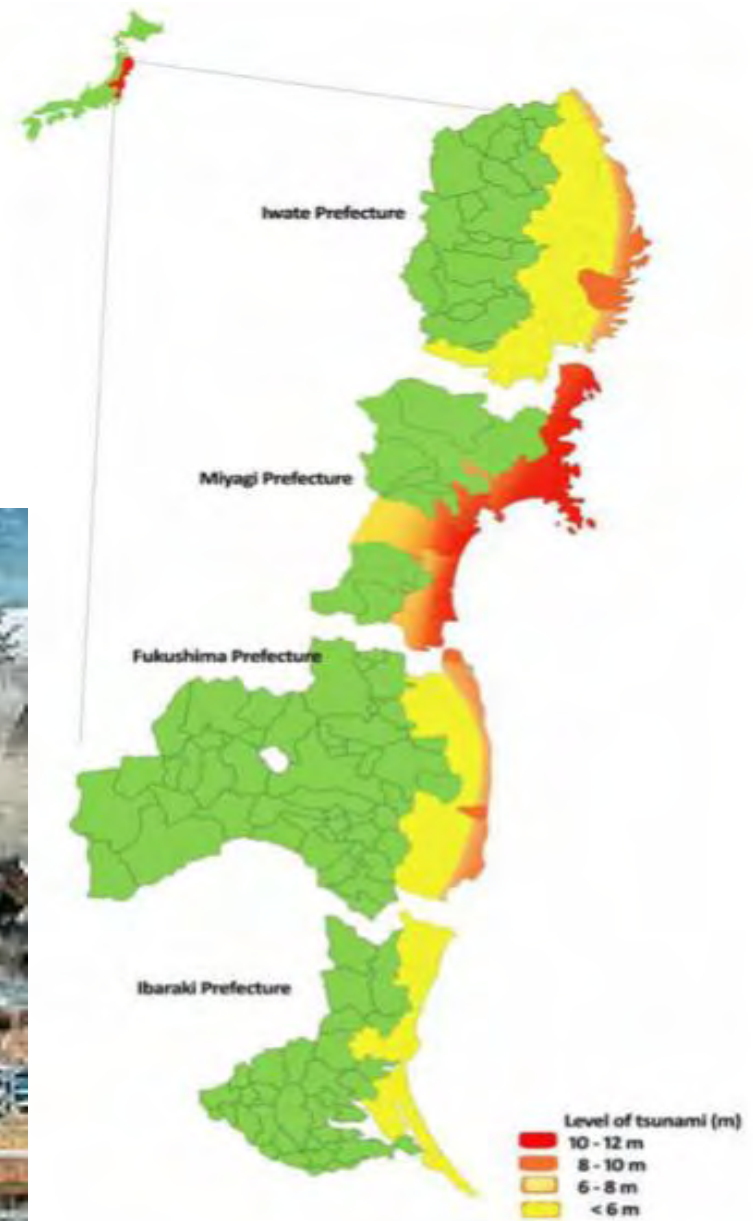 Iwate Prefecture
Miyagi Prefecture
Fukushima Prefecture
Ibaraki Prefecture
Level of tsunami (m)
10 - 12 m
8 - 10 m
6 - 8 m
< 6 m